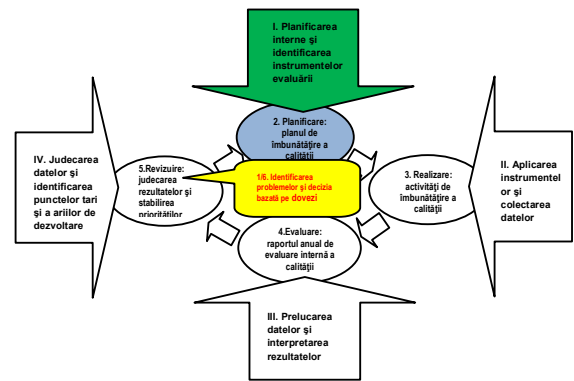 I. Planificarea
interne şi
identificarea
instrumentelor
evaluării
2. Planificare:
planul de
îmbunătăţire a
calităţii
IV. Judecarea
datelor şi
identificarea
punctelor tari
şi a ariilor de
dezvoltare
5.Revizuire:
judecarea
rezultatelor şi
stabilirea
priorităţilor
1/6. Identificarea
problemelor şi decizia
bazată pe dovezi
3. Realizare:
activităţi de
îmbunătăţire a
calităţii
II. Aplicarea
instrumentel
or şi
colectarea
datelor
4.Evaluare:
raportul anual de
evaluare internă a
calităţii
III. Prelucarea
datelor şi
interpretarea
rezultatelor